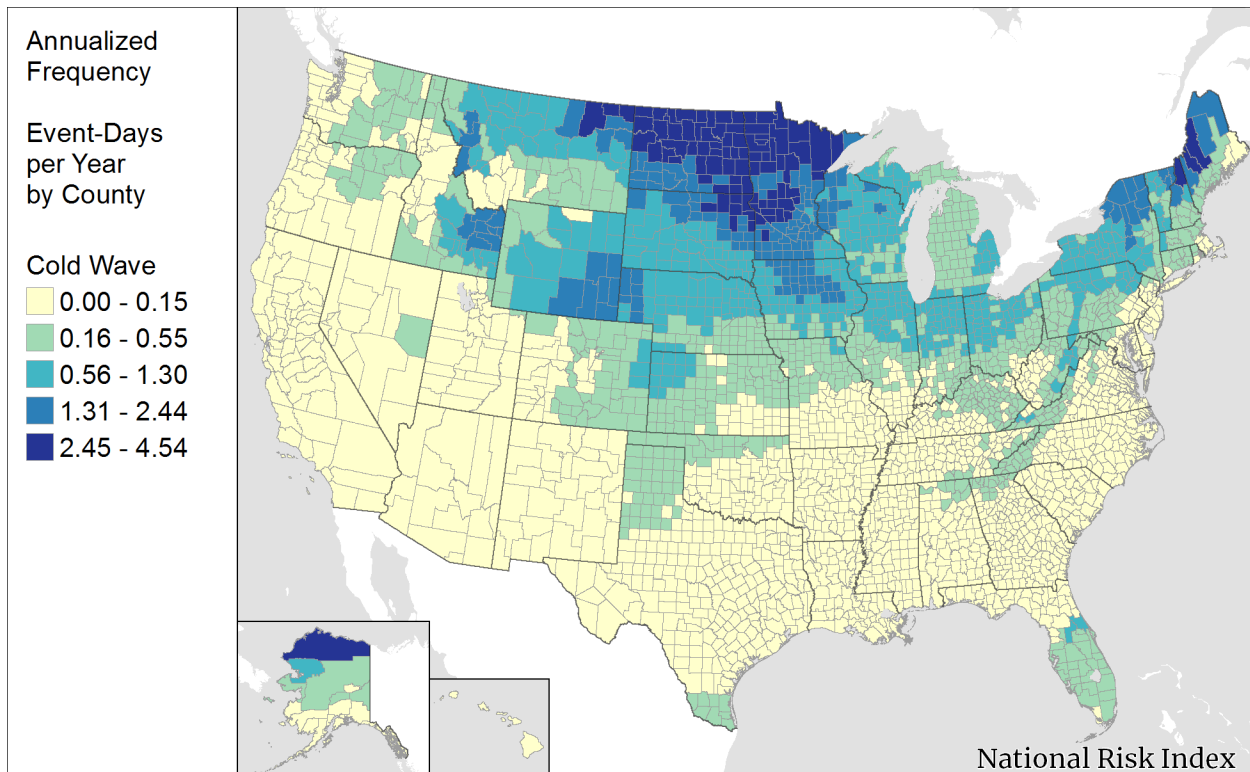 Annualized
Frequency
Event-Days
per Year
by County
Cold Wave
0.00 - 0.15
0.16 - 0.55
0.56 - 1.30
1.31 - 2.44
2.45 - 4.54
National Risk Index